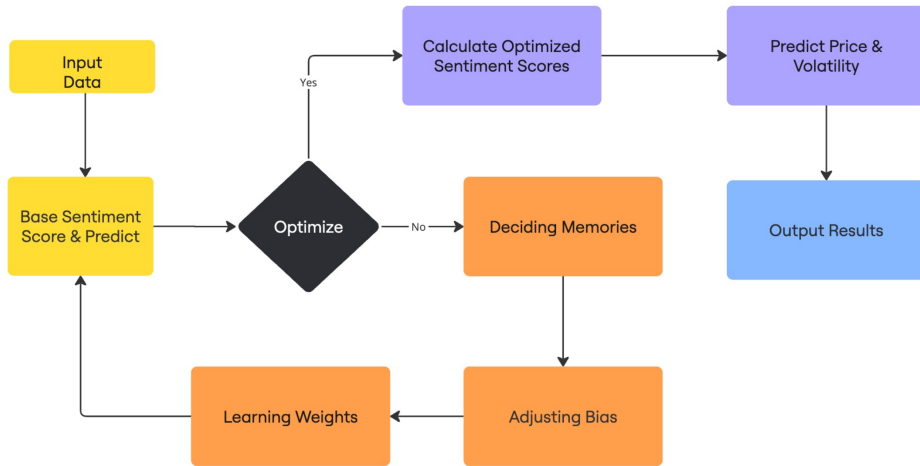 Input
Data
Base Sentiment
Score & Predict
Optimize
Yes
Calculate Optimized
Sentiment Scores
Predict Price &
Volatility
Output Results
No
Deciding Memories
Adjusting Bias
Learning Weights